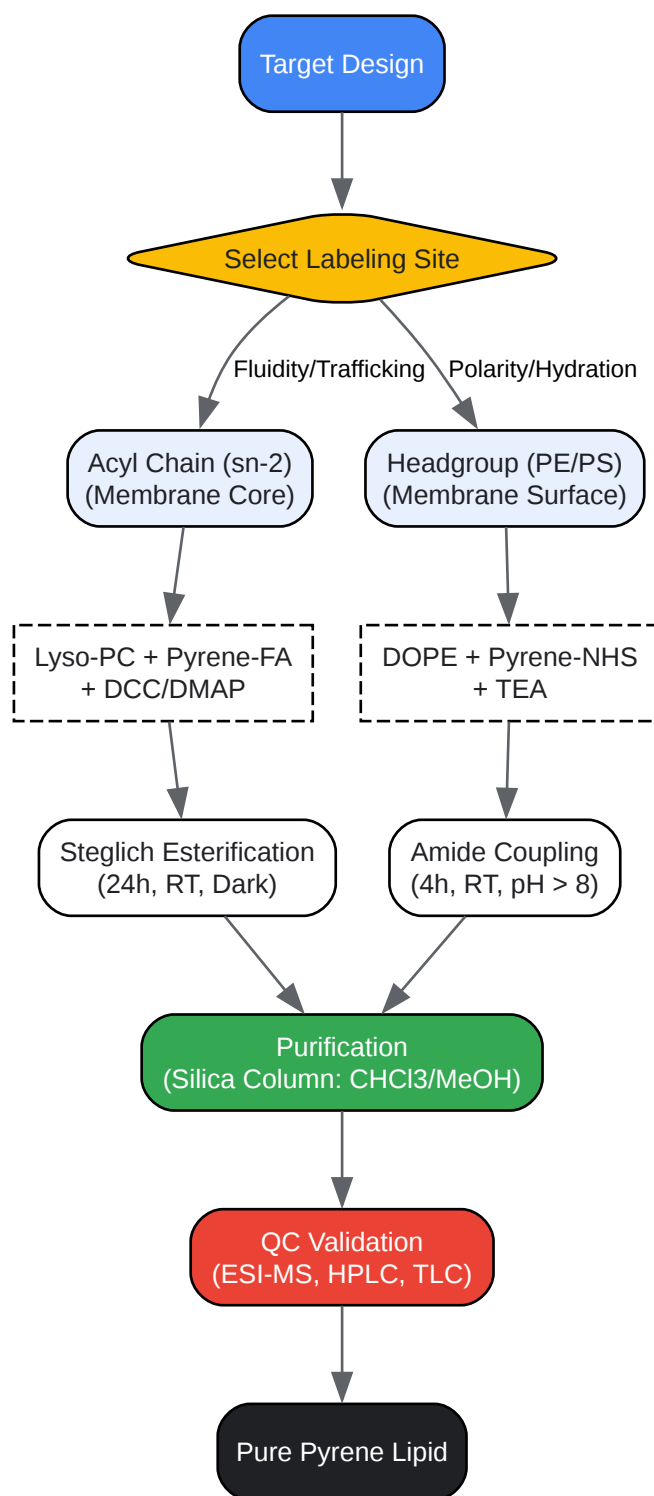 Target Design
Select Labeling Site
Fluidity/Trafficking
Polarity/Hydration
Acyl Chain (sn-2)
(Membrane Core)
Headgroup (PE/PS)
(Membrane Surface)
Lyso-PC + Pyrene-FA
+ DCC/DMAP
DOPE + Pyrene-NHS
+ TEA
Steglich Esterification
(24h, RT, Dark)
Amide Coupling
(4h, RT, pH > 8)
Purification
(Silica Column: CHCl3/MeOH)
QC Validation
(ESI-MS, HPLC, TLC)
Pure Pyrene Lipid